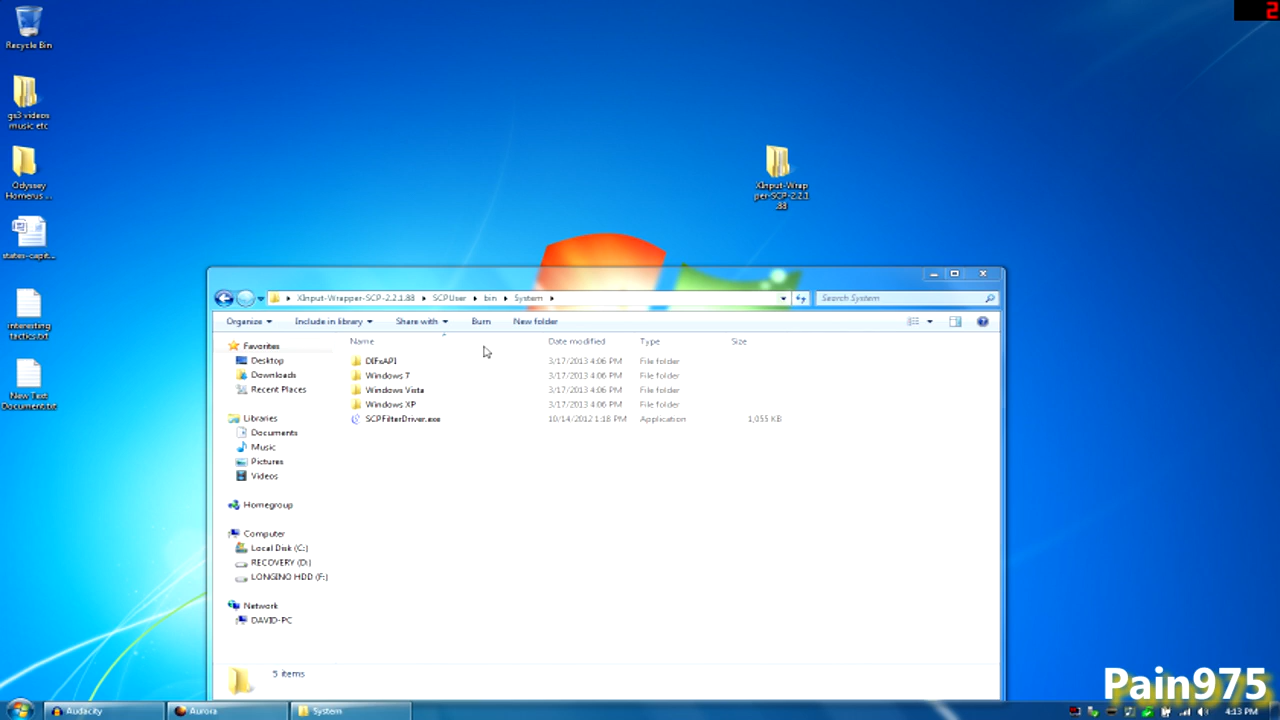 2
Recycle Bin
gs3 videos
music etc
Odyssey
Homerus...
states-capit...
interesting
tactics.txt
New Text
Document.txt
XInput-Wrap
per-SCP-2.2.1
.88
XInput-Wrapper-SCP-2.2.1.88 SCPUser bin System
Search System
Organize Include in library Share with Burn New folder
Name Date modified Type Size
Favorites
Desktop
Downloads
Recent Places
Libraries
Documents
Music
Pictures
Videos
Homegroup
Computer
Local Disk (C:)
RECOVERY (D:)
LONGINO HDD (F:)
Network
DAVID-PC
DIFxAPI 3/17/2013 4:06 PM File folder
Windows 7 3/17/2013 4:06 PM File folder
Windows Vista 3/17/2013 4:06 PM File folder
Windows XP 3/17/2013 4:06 PM File folder
SCPFilterDriver.exe 10/14/2012 1:18 PM Application 1,055 KB
5 items
Pain975
Audacity Aurora System 4:13 PM